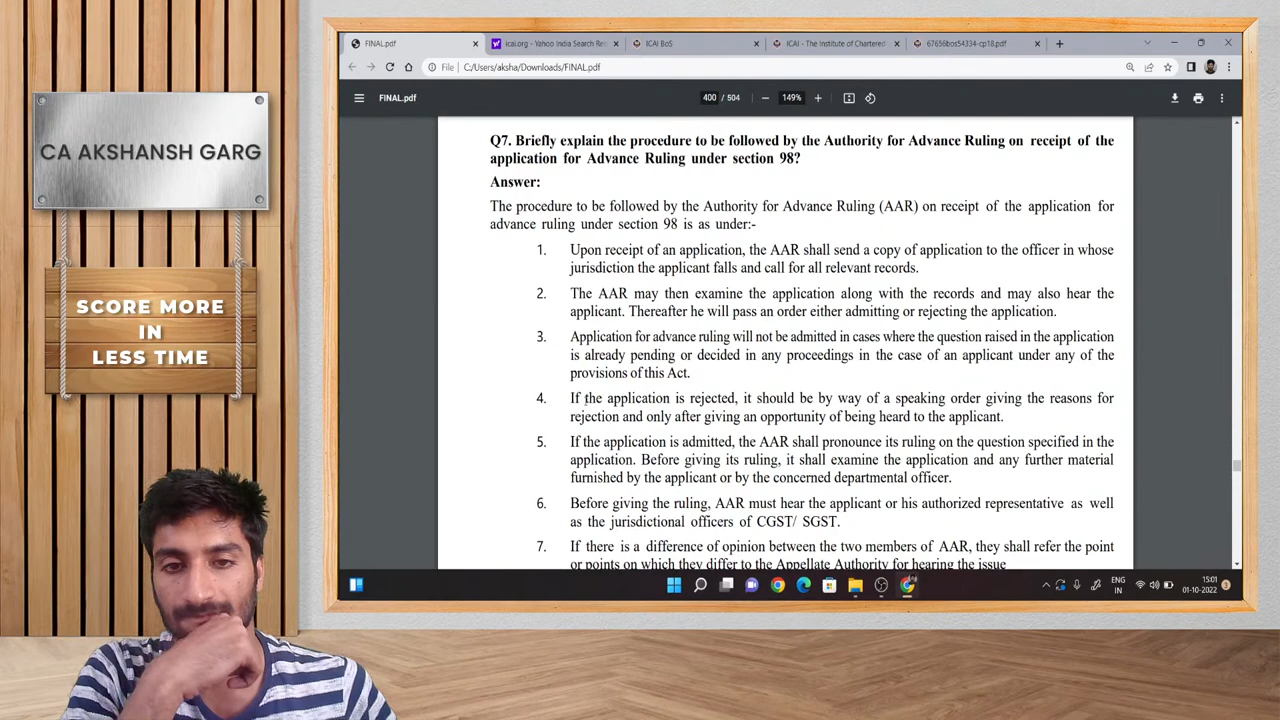 CA AKSHANSH GARG
SCORE MORE
IN
LESS TIME
FINAL.pdf
icai.org - Yahoo India Search Res
ICAI BoS
ICAI - The Institute of Chartered
67656bos54334-cp18.pdf
File
C:/Users/aksha/Downloads/FINAL.pdf
FINAL.pdf
400 / 504
149%
Q7. Briefly explain the procedure to be followed by the Authority for Advance Ruling on receipt of the
application for Advance Ruling under section 98?
Answer:
The procedure to be followed by the Authority for Advance Ruling (AAR) on receipt of the application for
advance ruling under section 98 is as under:-
1. Upon receipt of an application, the AAR shall send a copy of application to the officer in whose
jurisdiction the applicant falls and call for all relevant records.
2. The AAR may then examine the application along with the records and may also hear the
applicant. Thereafter he will pass an order either admitting or rejecting the application.
3. Application for advance ruling will not be admitted in cases where the question raised in the application
is already pending or decided in any proceedings in the case of an applicant under any of the
provisions of this Act.
4. If the application is rejected, it should be by way of a speaking order giving the reasons for
rejection and only after giving an opportunity of being heard to the applicant.
5. If the application is admitted, the AAR shall pronounce its ruling on the question specified in the
application. Before giving its ruling, it shall examine the application and any further material
furnished by the applicant or by the concerned departmental officer.
6. Before giving the ruling, AAR must hear the applicant or his authorized representative as well
as the jurisdictional officers of CGST/ SGST.
7. If there is a difference of opinion between the two members of AAR, they shall refer the point
or points on which they differ to the Appellate Authority for hearing the issue
ENG
IN
15:01
01-10-2022